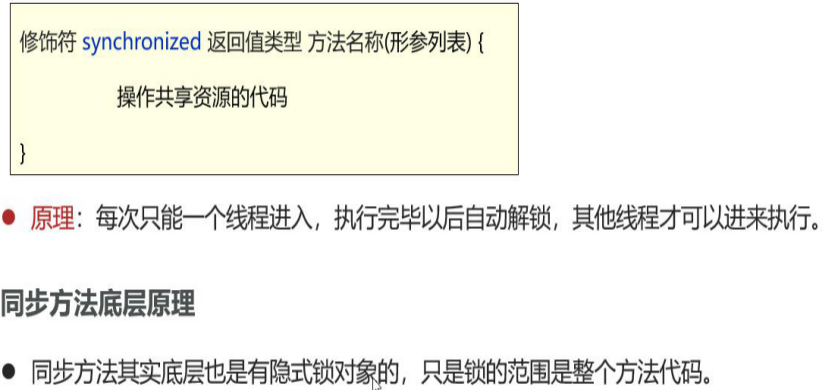 修饰符 synchronized 返回值类型 方法名称(形参列表) {
操作共享资源的代码
}
● 原理：每次只能一个线程进入，执行完毕以后自动解锁，其他线程才可以进来执行。
同步方法底层原理
● 同步方法其实底层也是有隐式锁对象的，只是锁的范围是整个方法代码。